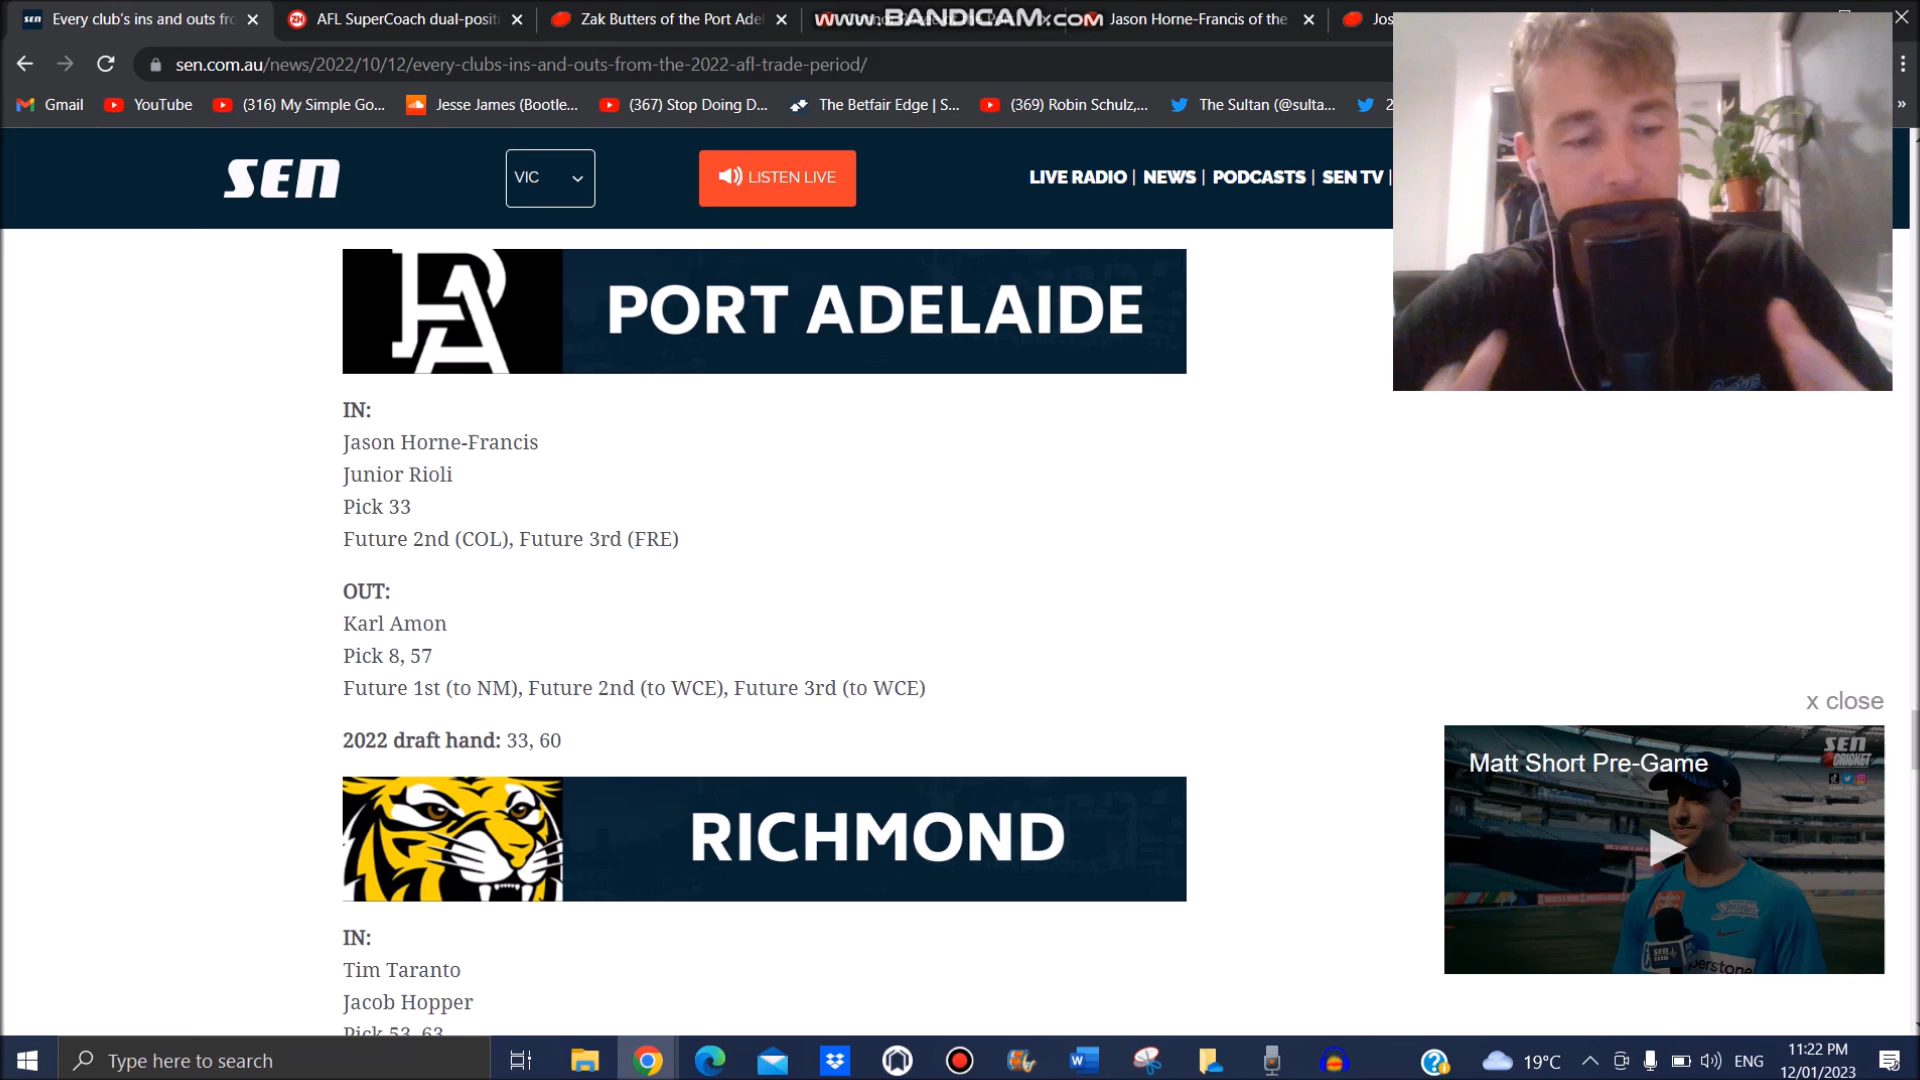 Every club's ins and outs fro
AFL SuperCoach dual-positi
Zak Butters of the Port Ade
www.BANDICAM.com
Jason Horne-Francis of the
Jos
sen.com.au/news/2022/10/12/every-clubs-ins-and-outs-from-the-2022-afl-trade-period/
Gmail
YouTube
(316) My Simple Go...
Jesse James (Bootle...
(367) Stop Doing D...
The Betfair Edge | S...
(369) Robin Schulz,...
The Sultan (@sulta...
2
»
SEN
VIC
LISTEN LIVE
LIVE RADIO | NEWS | PODCASTS | SEN TV |
PORT ADELAIDE
IN:
Jason Horne-Francis
Junior Rioli
Pick 33
Future 2nd (COL), Future 3rd (FRE)
OUT:
Karl Amon
Pick 8, 57
Future 1st (to NM), Future 2nd (to WCE), Future 3rd (to WCE)
2022 draft hand: 33, 60
RICHMOND
IN:
Tim Taranto
Jacob Hopper
Pick 53, 63
x close
Matt Short Pre-Game
SEN
CRICKET
Type here to search
19°C
ENG
11:22 PM
12/01/2023